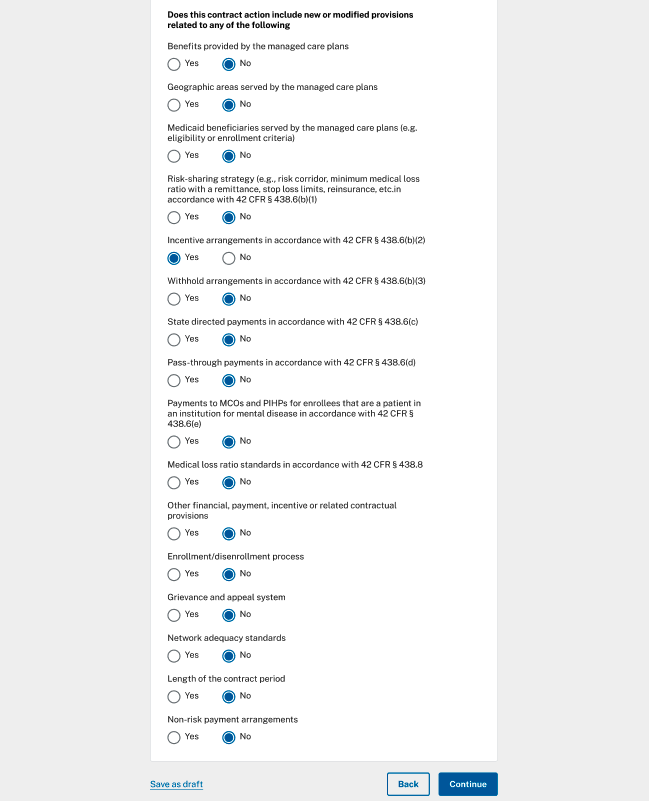 Does this contract action include new or modified provisions
related to any of the following
Benefits provided by the managed care plans
Yes No
Geographic areas served by the managed care plans
Yes No
Medicaid beneficiaries served by the managed care plans (e.g.
eligibility or enrollment criteria)
Yes No
Risk-sharing strategy (e.g., risk corridor, minimum medical loss
ratio with a remittance, stop loss limits, reinsurance, etc.in
accordance with 42 CFR § 438.6(b)(1)
Yes No
Incentive arrangements in accordance with 42 CFR § 438.6(b)(2)
Yes No
Withhold arrangements in accordance with 42 CFR § 438.6(b)(3)
Yes No
State directed payments in accordance with 42 CFR § 438.6(c)
Yes No
Pass-through payments in accordance with 42 CFR § 438.6(d)
Yes No
Payments to MCOs and PIHPs for enrollees that are a patient in
an institution for mental disease in accordance with 42 CFR §
438.6(e)
Yes No
Medical loss ratio standards in accordance with 42 CFR § 438.8
Yes No
Other financial, payment, incentive or related contractual
provisions
Yes No
Enrollment/disenrollment process
Yes No
Grievance and appeal system
Yes No
Network adequacy standards
Yes No
Length of the contract period
Yes No
Non-risk payment arrangements
Yes No
Save as draft Back Continue